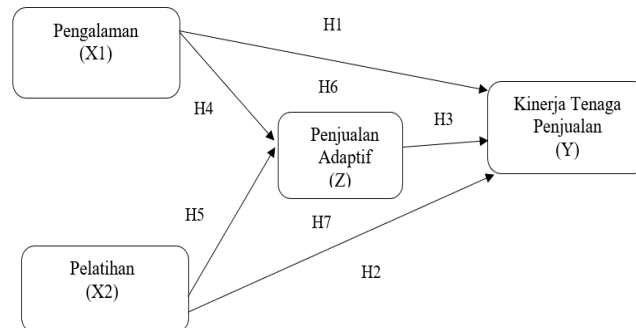 Pengalaman
(X1)
H1
H6
H4
Penjualan
Adaptif
(Z)
H3
Kinerja Tenaga
Penjualan
(Y)
H5
H7
Pelatihan
(X2)
H2